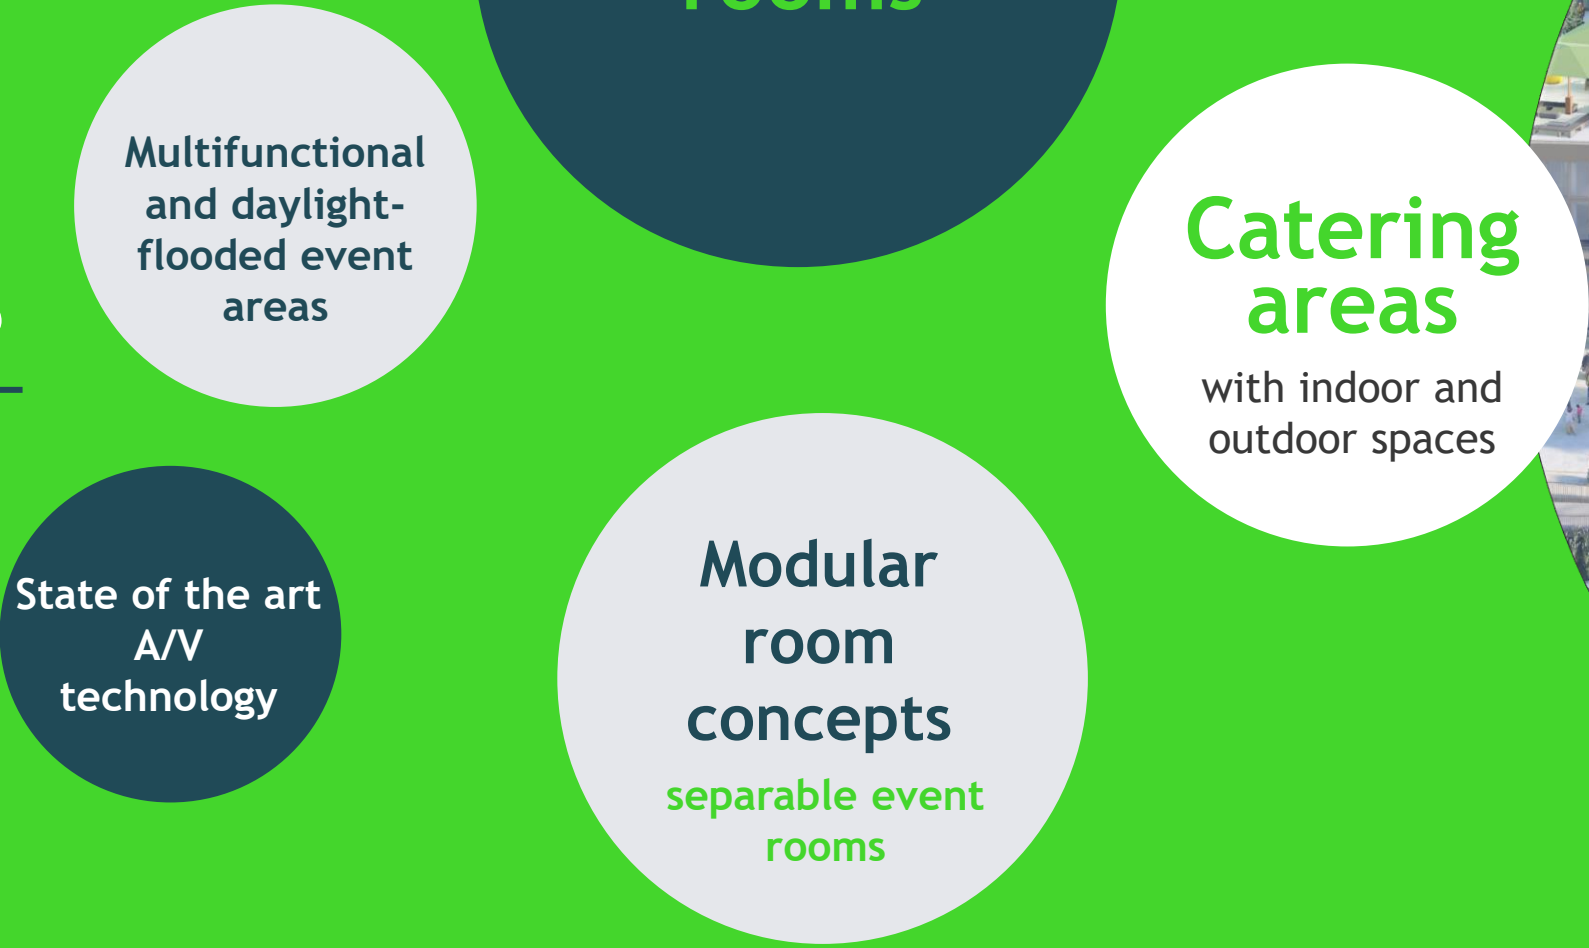 rooms
Multifunctional
and daylight-
flooded event
areas
Catering
areas
with indoor and
outdoor spaces
State of the art
A/V
technology
Modular
room
concepts
separable event
rooms